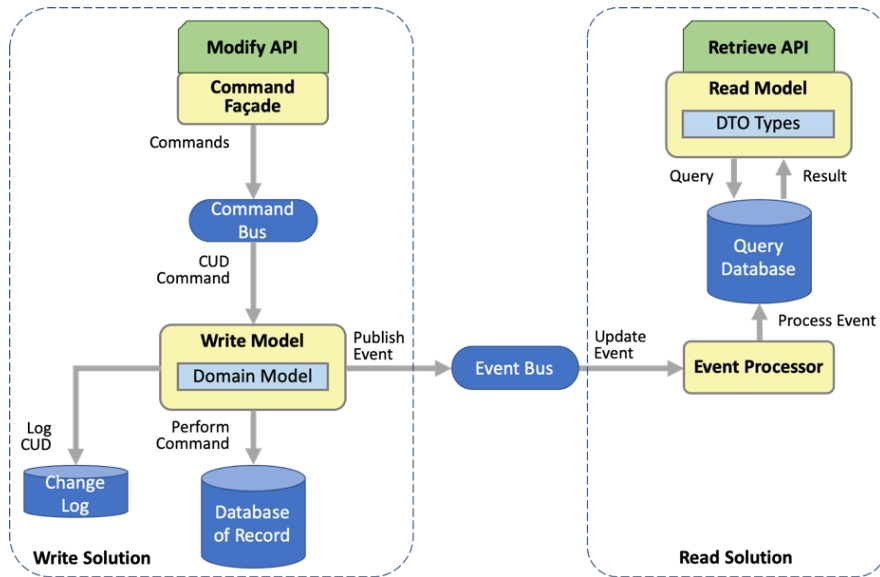 Modify API
Command
Façade
Commands
Command
Bus
CUD
Command
Write Model
Domain Model
Publish
Event
Log
CUD
Perform
Command
Change
Log
Database
of Record
Write Solution
Event Bus
Retrieve API
Read Model
DTO Types
Query
Result
Query
Database
Process Event
Update
Event
Event Processor
Read Solution